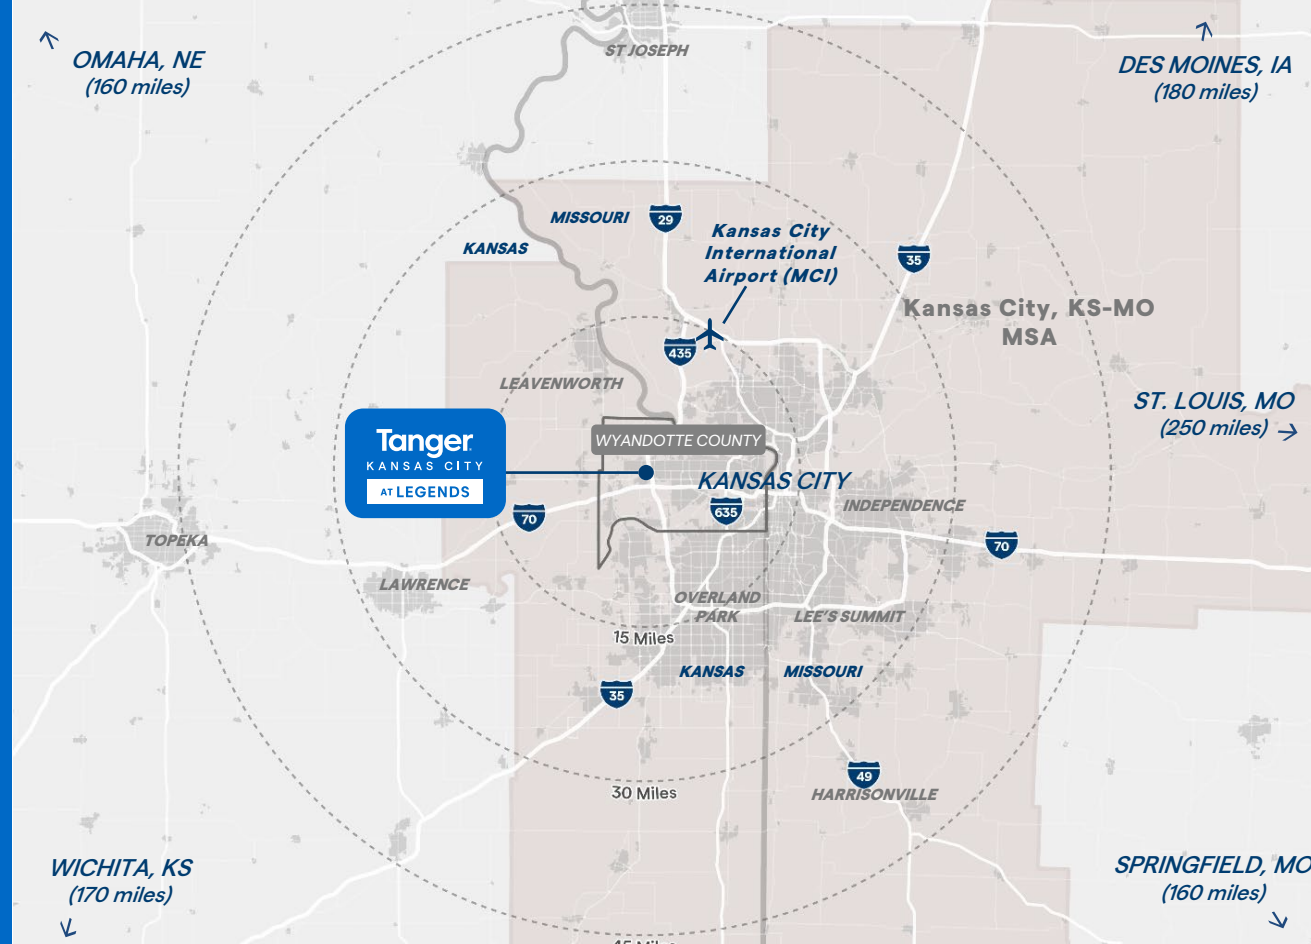 ST JOSEPH
OMAHA, NE
(160 miles)
DES MOINES, IA
(180 miles)
MISSOURI
29
KANSAS
Kansas City
International
Airport (MCI)
35
Kansas City, KS-MO
MSA
435
LEAVENWORTH
ST. LOUIS, MO
(250 miles)
Tanger
KANSAS CITY
AT LEGENDS
WYANDOTTE COUNTY
KANSAS CITY
635
INDEPENDENCE
70
70
TOPEKA
LAWRENCE
OVERLAND
PARK
LEE'S SUMMIT
15 Miles
KANSAS
MISSOURI
35
49
30 Miles
HARRISONVILLE
WICHITA, KS
(170 miles)
SPRINGFIELD, MO
(160 miles)
45 Miles